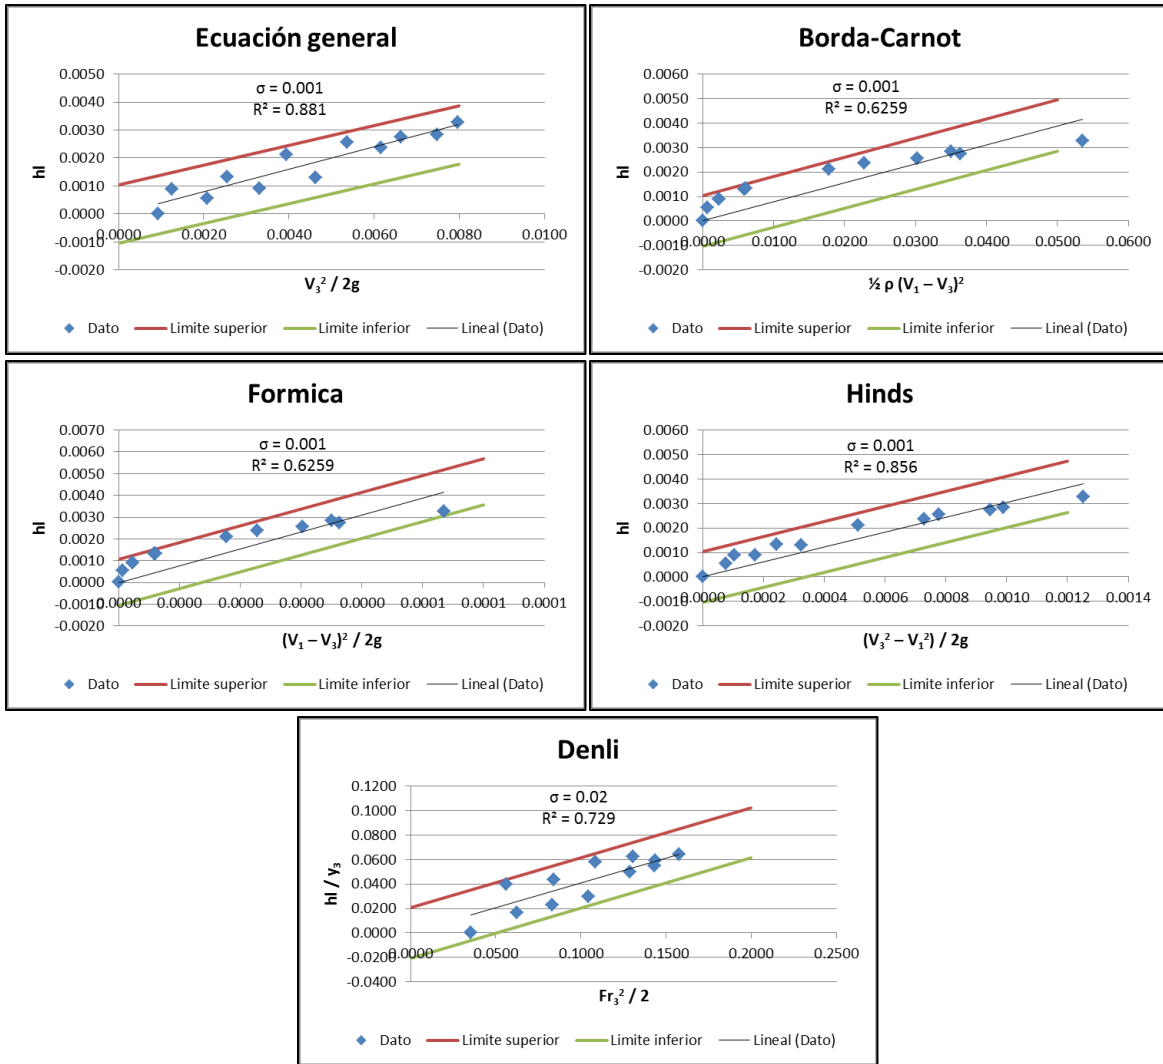 Ecuación general
σ = 0.001
R² = 0.881
0.0050
0.0040
0.0030
0.0020
0.0010
0.0000
-0.0010
-0.0020
hl
0.0000 0.0020 0.0040 0.0060 0.0080 0.0100
V₃² / 2g
Dato Limite superior Limite inferior Lineal (Dato)
Borda-Carnot
σ = 0.001
R² = 0.6259
0.0060
0.0050
0.0040
0.0030
0.0020
0.0010
0.0000
-0.0010
-0.0020
hl
0.0000 0.0100 0.0200 0.0300 0.0400 0.0500 0.0600
½ ρ (V₁ – V₃)²
Dato Limite superior Limite inferior Lineal (Dato)
Formica
σ = 0.001
R² = 0.6259
0.0070
0.0060
0.0050
0.0040
0.0030
0.0020
0.0010
0.0000
-0.0010
-0.0020
hl
0.0000 0.0000 0.0000 0.0000 0.0000 0.0001 0.0001 0.0001
(V₁ – V₃)² / 2g
Dato Limite superior Limite inferior Lineal (Dato)
Hinds
σ = 0.001
R² = 0.856
0.0060
0.0050
0.0040
0.0030
0.0020
0.0010
0.0000
-0.0010
-0.0020
hl
0.0000 0.0002 0.0004 0.0006 0.0008 0.0010 0.0012 0.0014
(V₃² – V₁²) / 2g
Dato Limite superior Limite inferior Lineal (Dato)
Denli
σ = 0.02
R² = 0.729
0.1200
0.1000
0.0800
0.0600
0.0400
0.0200
0.0000
-0.0200
-0.0400
hl / y₃
0.0000 0.0500 0.1000 0.1500 0.2000 0.2500
Fr₃² / 2
Dato Limite superior Limite inferior Lineal (Dato)